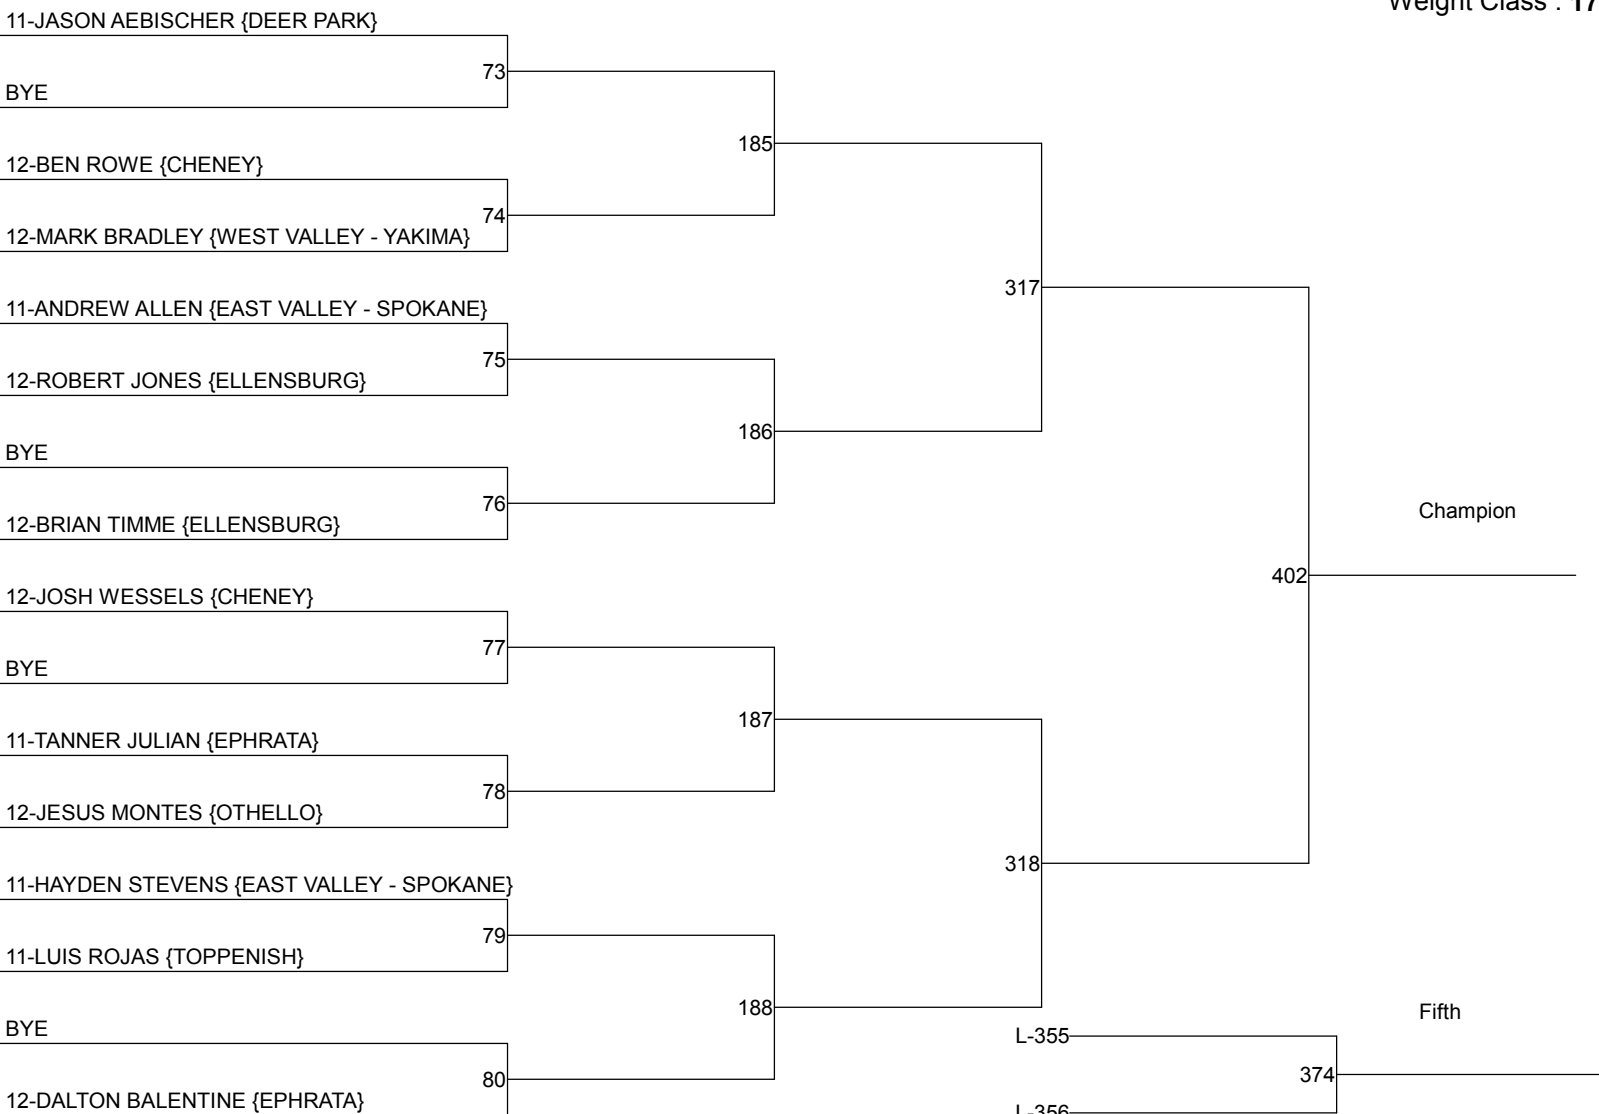 Weight Class : 17
11-JASON AEBISCHER {DEER PARK}
73
BYE
185
12-BEN ROWE {CHENEY}
74
12-MARK BRADLEY {WEST VALLEY - YAKIMA}
317
11-ANDREW ALLEN {EAST VALLEY - SPOKANE}
75
12-ROBERT JONES {ELLENSBURG}
186
BYE
76
12-BRIAN TIMME {ELLENSBURG}
Champion
402
12-JOSH WESSELS {CHENEY}
77
BYE
187
11-TANNER JULIAN {EPHRATA}
78
12-JESUS MONTES {OTHELLO}
318
11-HAYDEN STEVENS {EAST VALLEY - SPOKANE}
79
11-LUIS ROJAS {TOPPENISH}
188
Fifth
BYE
L-355
80
374
12-DALTON BALENTINE {EPHRATA}
L-356